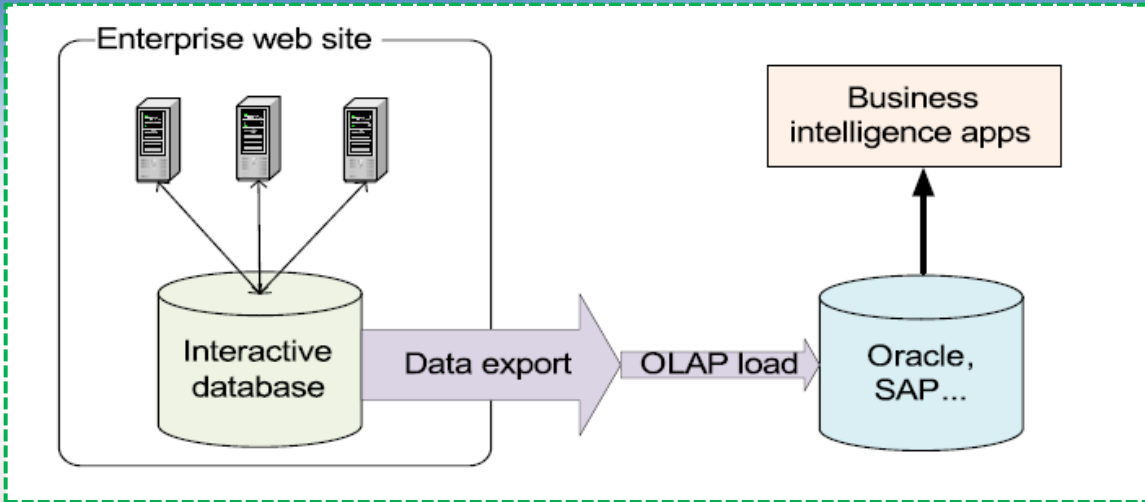 Enterprise web site
Business
intelligence apps
Interactive
database
Data export
OLAP load
Oracle,
SAP...